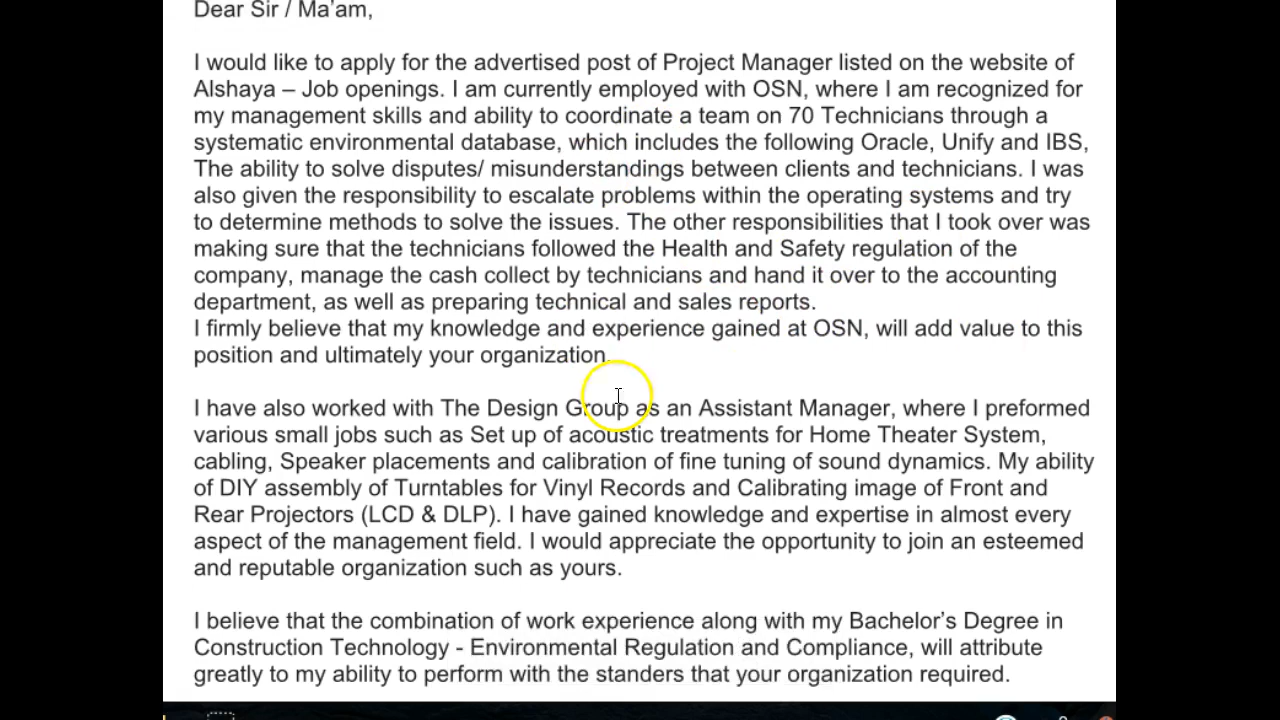 Dear Sir / Ma’am,
I would like to apply for the advertised post of Project Manager listed on the website of
Alshaya – Job openings. I am currently employed with OSN, where I am recognized for
my management skills and ability to coordinate a team on 70 Technicians through a
systematic environmental database, which includes the following Oracle, Unify and IBS,
The ability to solve disputes/ misunderstandings between clients and technicians. I was
also given the responsibility to escalate problems within the operating systems and try
to determine methods to solve the issues. The other responsibilities that I took over was
making sure that the technicians followed the Health and Safety regulation of the
company, manage the cash collect by technicians and hand it over to the accounting
department, as well as preparing technical and sales reports.
I firmly believe that my knowledge and experience gained at OSN, will add value to this
position and ultimately your organization.
I have also worked with The Design Group as an Assistant Manager, where I preformed
various small jobs such as Set up of acoustic treatments for Home Theater System,
cabling, Speaker placements and calibration of fine tuning of sound dynamics. My ability
of DIY assembly of Turntables for Vinyl Records and Calibrating image of Front and
Rear Projectors (LCD & DLP). I have gained knowledge and expertise in almost every
aspect of the management field. I would appreciate the opportunity to join an esteemed
and reputable organization such as yours.
I believe that the combination of work experience along with my Bachelor’s Degree in
Construction Technology - Environmental Regulation and Compliance, will attribute
greatly to my ability to perform with the standers that your organization required.